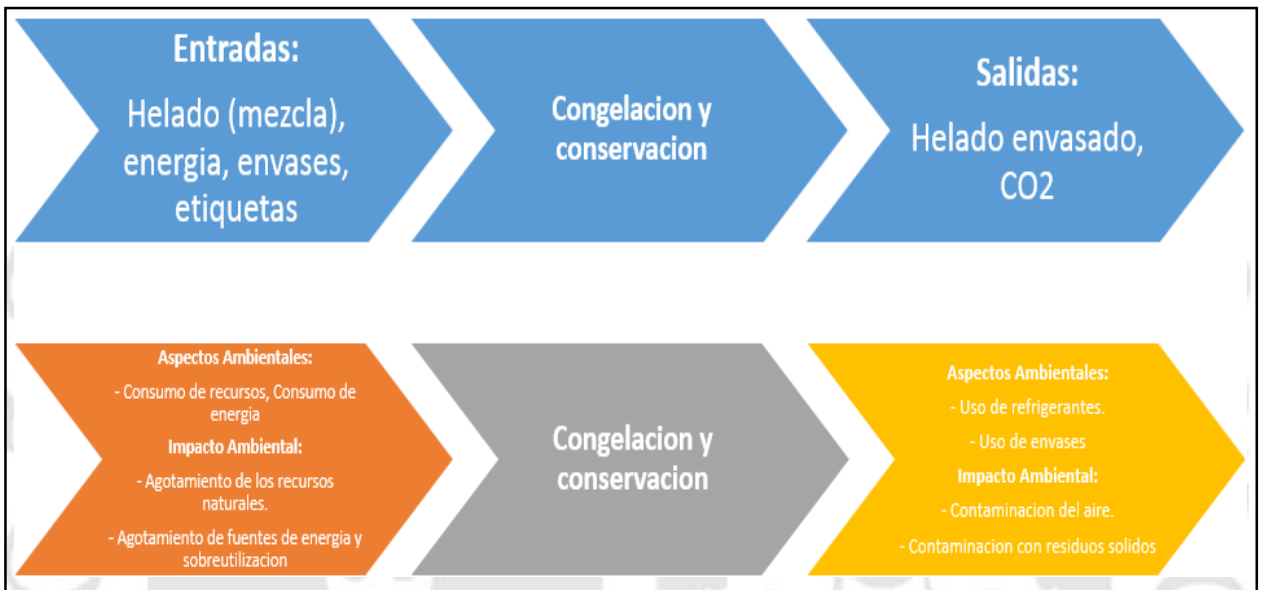 Entradas:
Helado (mezcla),
energia, envases,
etiquetas
Congelacion y
conservacion
Salidas:
Helado envasado,
CO2
Aspectos Ambientales:
- Consumo de recursos, Consumo de
energia
Impacto Ambiental:
- Agotamiento de los recursos
naturales.
- Agotamiento de fuentes de energia y
sobreutilizacion
Congelacion y
conservacion
Aspectos Ambientales:
- Uso de refrigerantes.
- Uso de envases
Impacto Ambiental:
- Contaminacion del aire.
- Contaminacion con residuos solidos